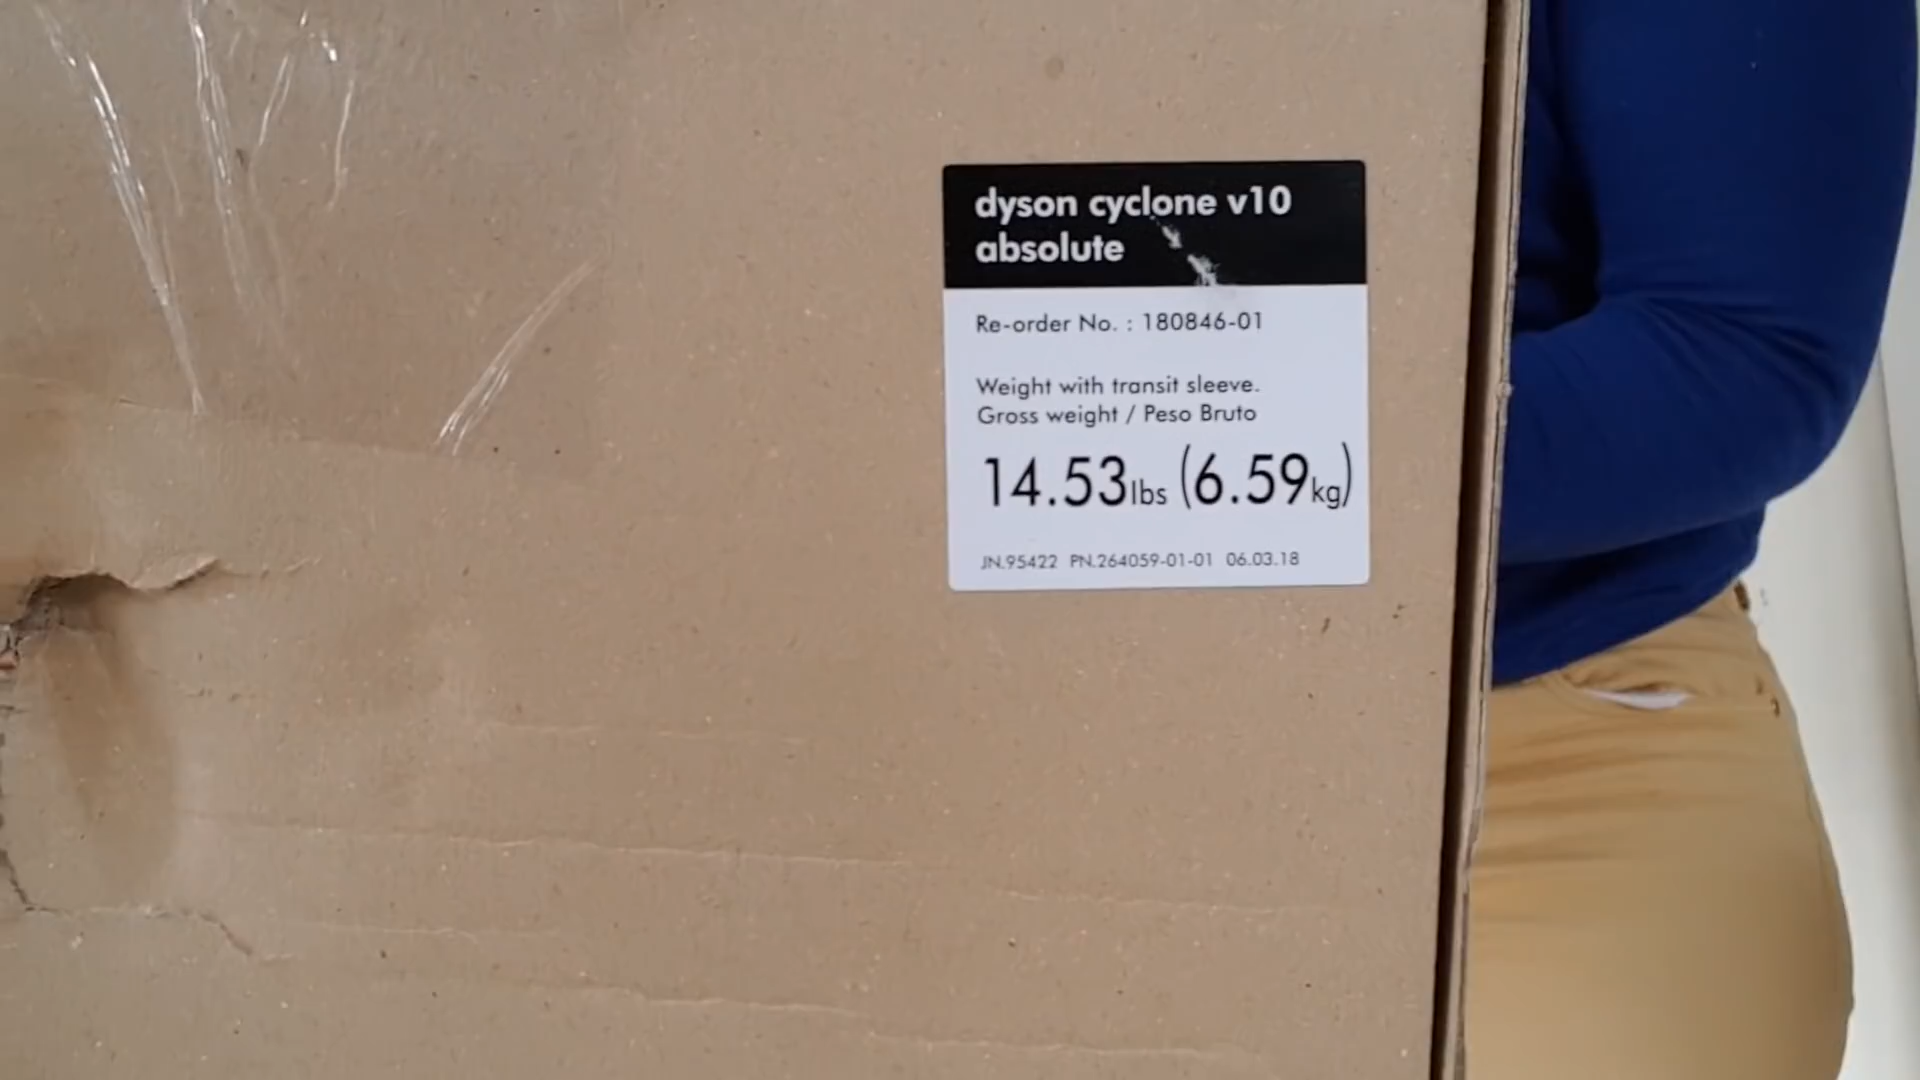 dyson cyclone v10
absolute
Re-order No. : 180846-01
Weight with transit sleeve.
Gross weight / Peso Bruto
14.53lbs (6.59kg)
JN.95422 PN.264059-01-01 06.03.18